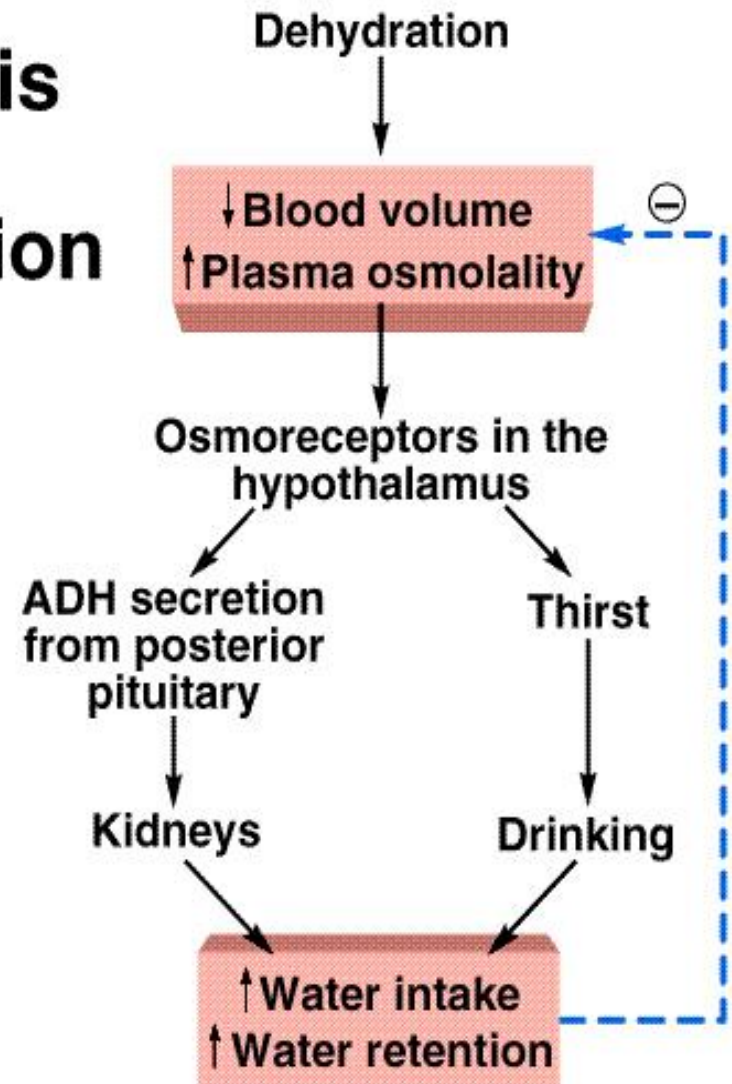 is
ion
Dehydration
↓Blood volume
↑Plasma osmolality
⊖
Osmoreceptors in the
hypothalamus
ADH secretion
from posterior
pituitary
Thirst
Kidneys
Drinking
↑Water intake
↑Water retention